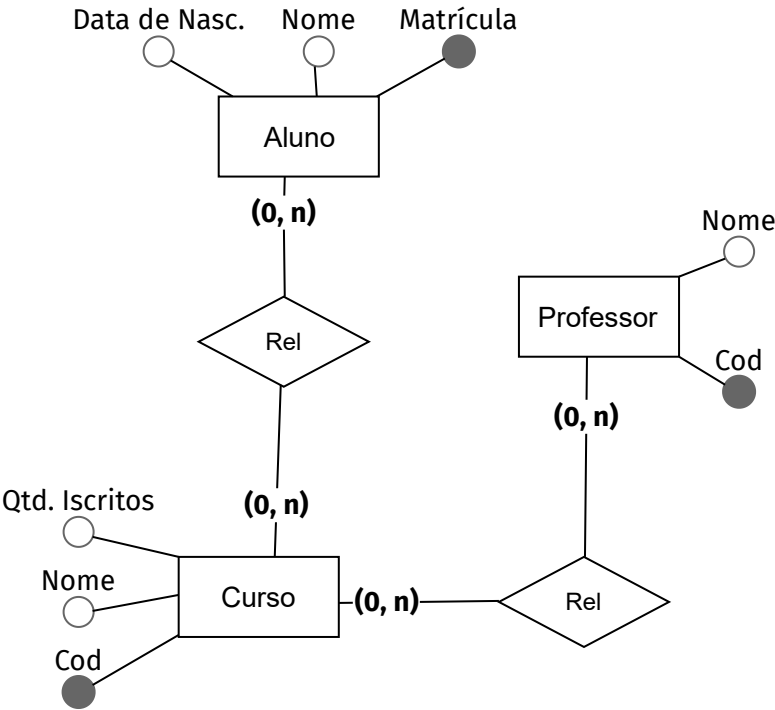 Data de Nasc.
Nome
Matrícula
Aluno
(0, n)
Nome
Professor
Rel
Cod
(0, n)
(0, n)
Qtd. Iscritos
Nome
Curso
(0, n)
Rel
Cod